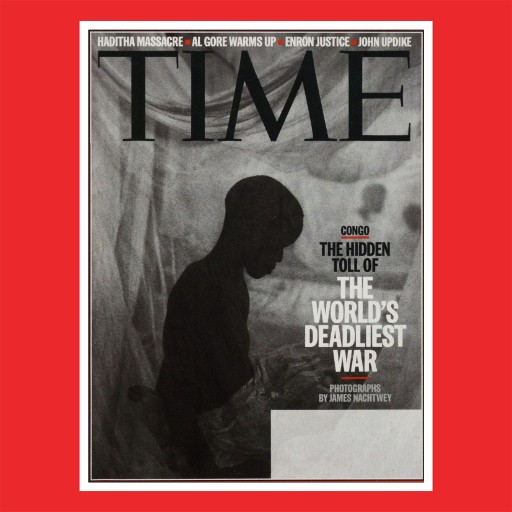 HADITHA MASSACRE • AL GORE WARMS UP • ENRON JUSTICE • JOHN UPDIKE
TIME
CONGO
THE HIDDEN
TOLL OF
THE
WORLD'S
DEADLIEST
WAR
PHOTOGRAPHS
BY JAMES NACHTWEY